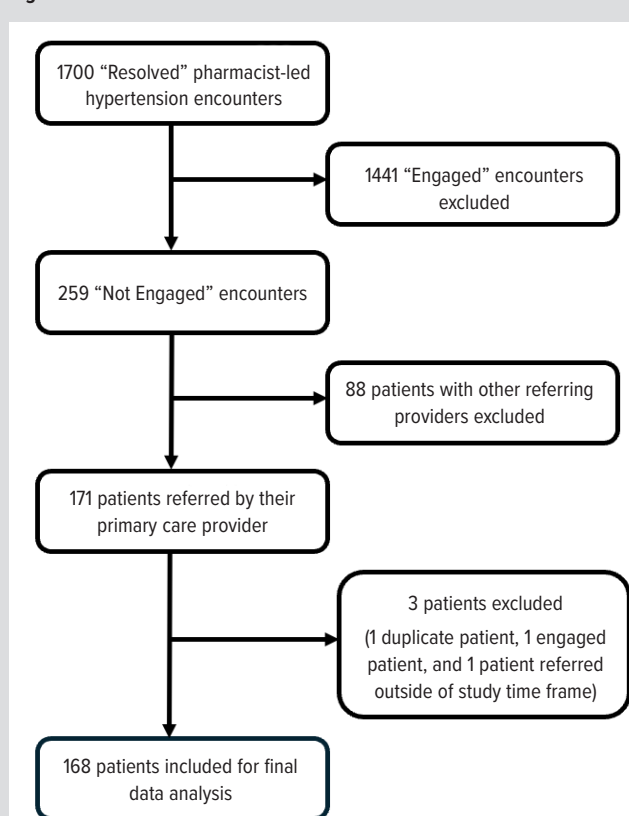 1700 “Resolved” pharmacist-led
hypertension encounters
1441 “Engaged” encounters
excluded
259 “Not Engaged” encounters
88 patients with other referring
providers excluded
171 patients referred by their
primary care provider
3 patients excluded
(1 duplicate patient, 1 engaged
patient, and 1 patient referred
outside of study time frame)
168 patients included for final
data analysis